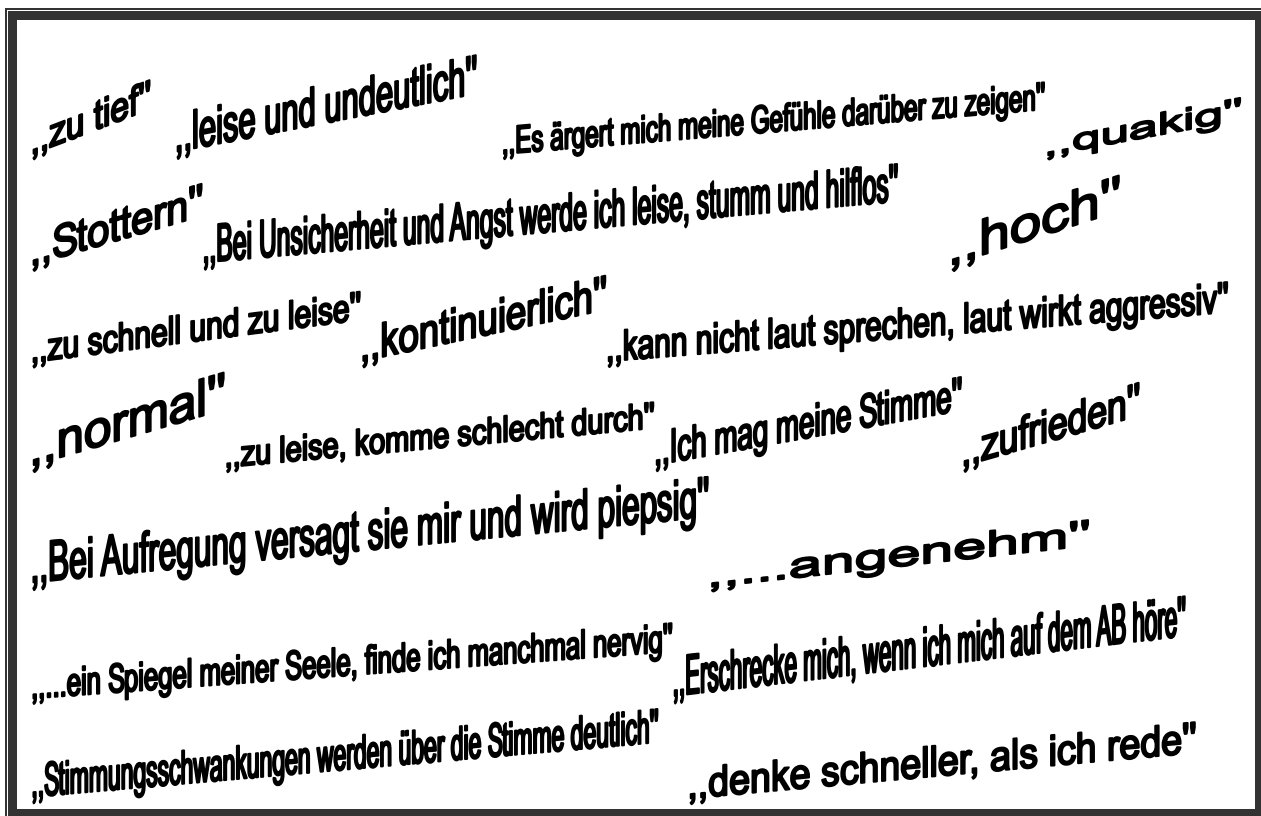 ,,zu tief"
,,leise und undeutlich"
,,Es ärgert mich meine Gefühle darüber zu zeigen"
,,quakig"
,,Stottern"
,,Bei Unsicherheit und Angst werde ich leise, stumm und hilflos"
,,hoch"
,,zu schnell und zu leise"
,,kontinuierlich"
,,kann nicht laut sprechen, laut wirkt aggressiv"
,,normal"
,,zu leise, komme schlecht durch"
,,Ich mag meine Stimme"
,,zufrieden"
,,Bei Aufregung versagt sie mir und wird piepsig"
,,...angenehm"
,,...ein Spiegel meiner Seele, finde ich manchmal nervig"
,,Erschrecke mich, wenn ich mich auf dem AB höre"
,,Stimmungsschwankungen werden über die Stimme deutlich"
,,denke schneller, als ich rede"